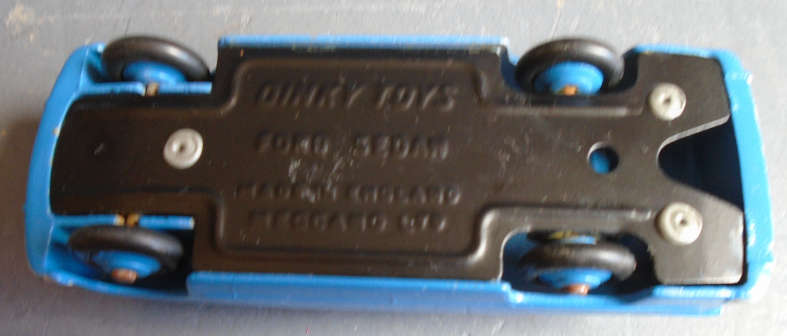 DINKY TOYS
FORD SEDAN
MADE IN ENGLAND
MECCANO LTD